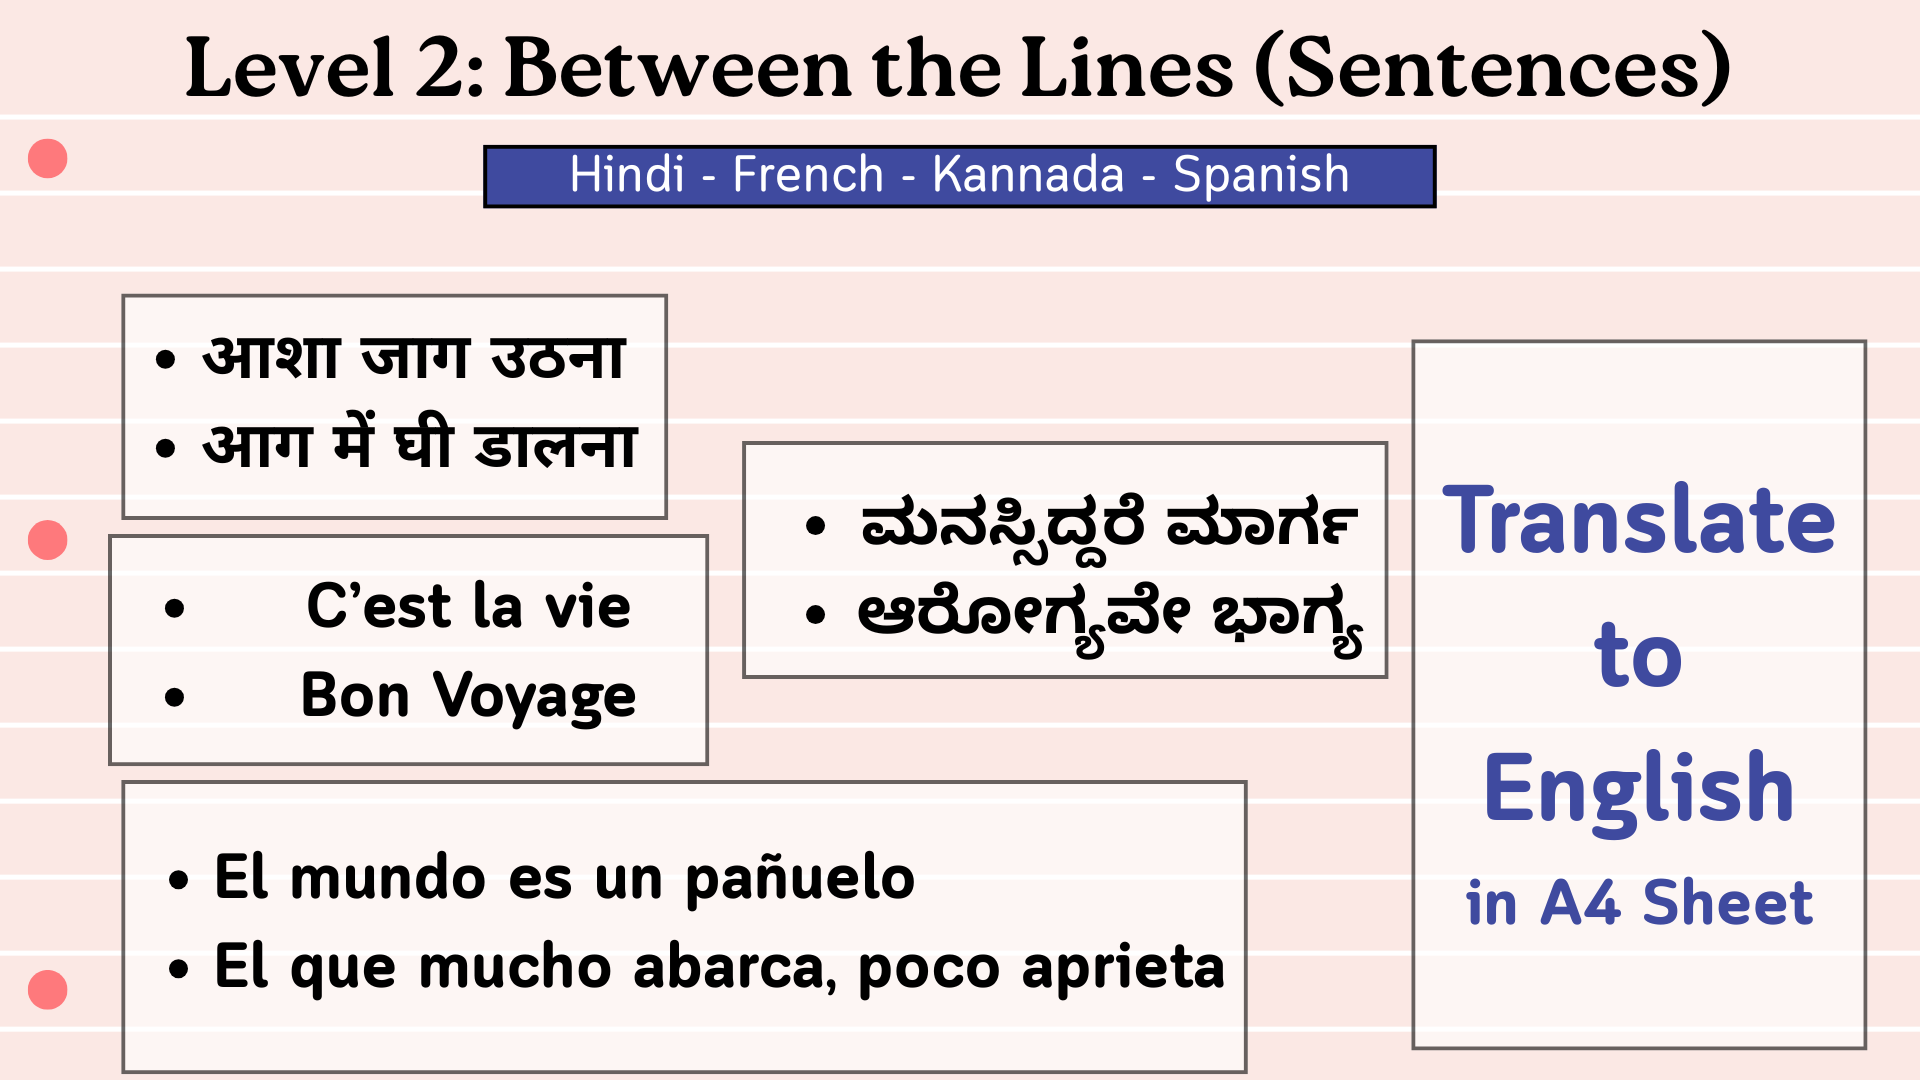 Level 2: Between the Lines (Sentences)
Hindi - French - Kannada - Spanish
• आशा जाग उठना
• आग में घी डालना
• C’est la vie
• Bon Voyage
• ಮನಸ್ಸಿದ್ದರೆ ಮಾರ್ಗ
• ಆರೋಗ್ಯವೇ ಭಾಗ್ಯ
• El mundo es un pañuelo
• El que mucho abarca, poco aprieta
Translate
to
English
in A4 Sheet